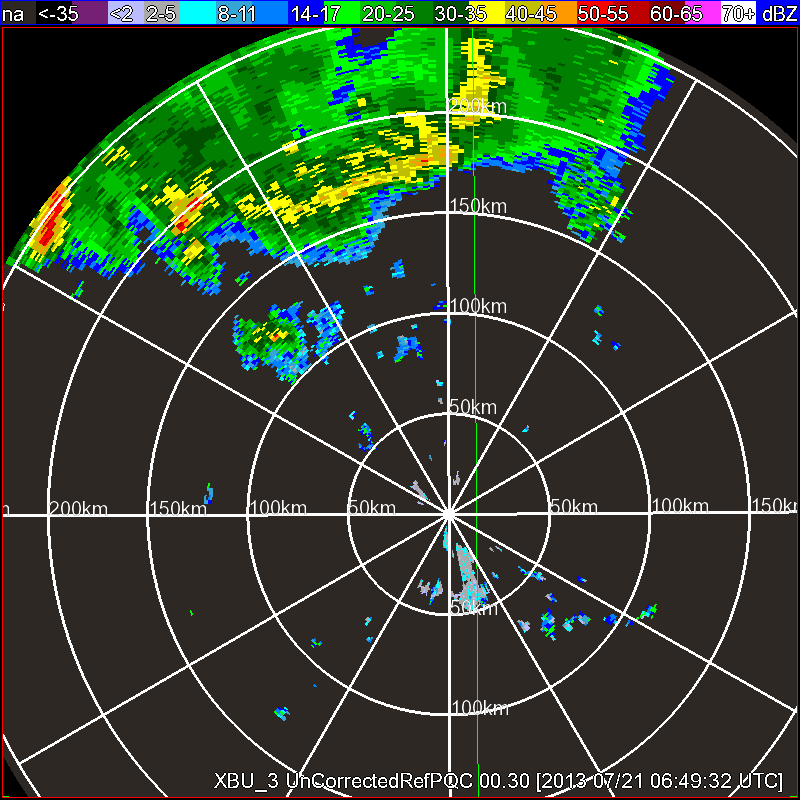 na <-35 <2 2-5 8-11 14-17 20-25 30-35 40-45 50-55 60-65 70+ dBZ
200km
150km
100km
50km
200km 150km 100km 50km 50km 100km 150k
50km
100km
XBU_3 UnCorrectedRefPQC 00.30 [2013 07/21 06:49:32 UTC]